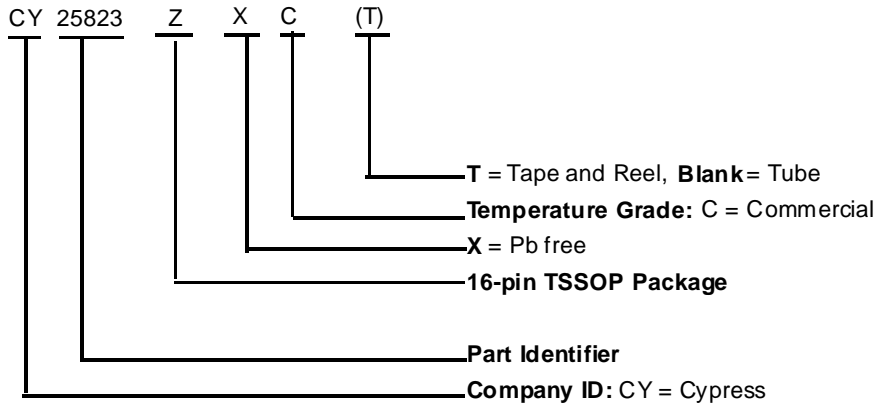 CY 25823 Z X C (T)
T = Tape and Reel, Blank = Tube
Temperature Grade: C = Commercial
X = Pb free
16-pin TSSOP Package
Part Identifier
Company ID: CY = Cypress